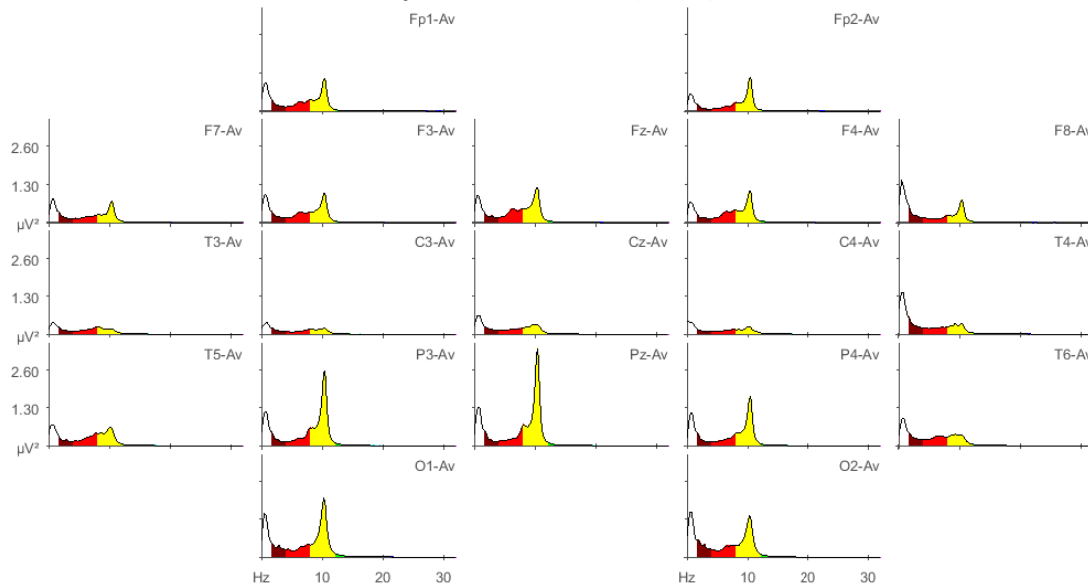 Fp1-Av Fp2-Av
F7-Av F3-Av Fz-Av F4-Av F8-Av
2.60
1.30
µV²
T3-Av C3-Av Cz-Av C4-Av T4-Av
2.60
1.30
µV²
T5-Av P3-Av Pz-Av P4-Av T6-Av
2.60
1.30
µV²
O1-Av O2-Av
Hz 10 20 30 Hz 10 20 30